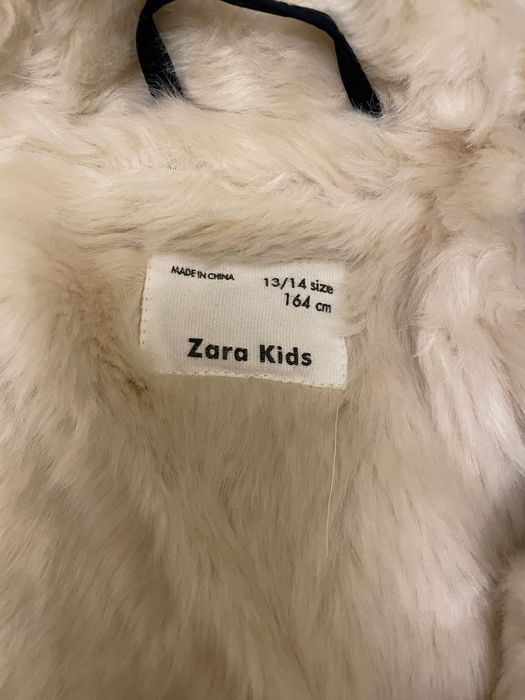 MADE IN CHINA
13/14 size
164 cm
Zara Kids